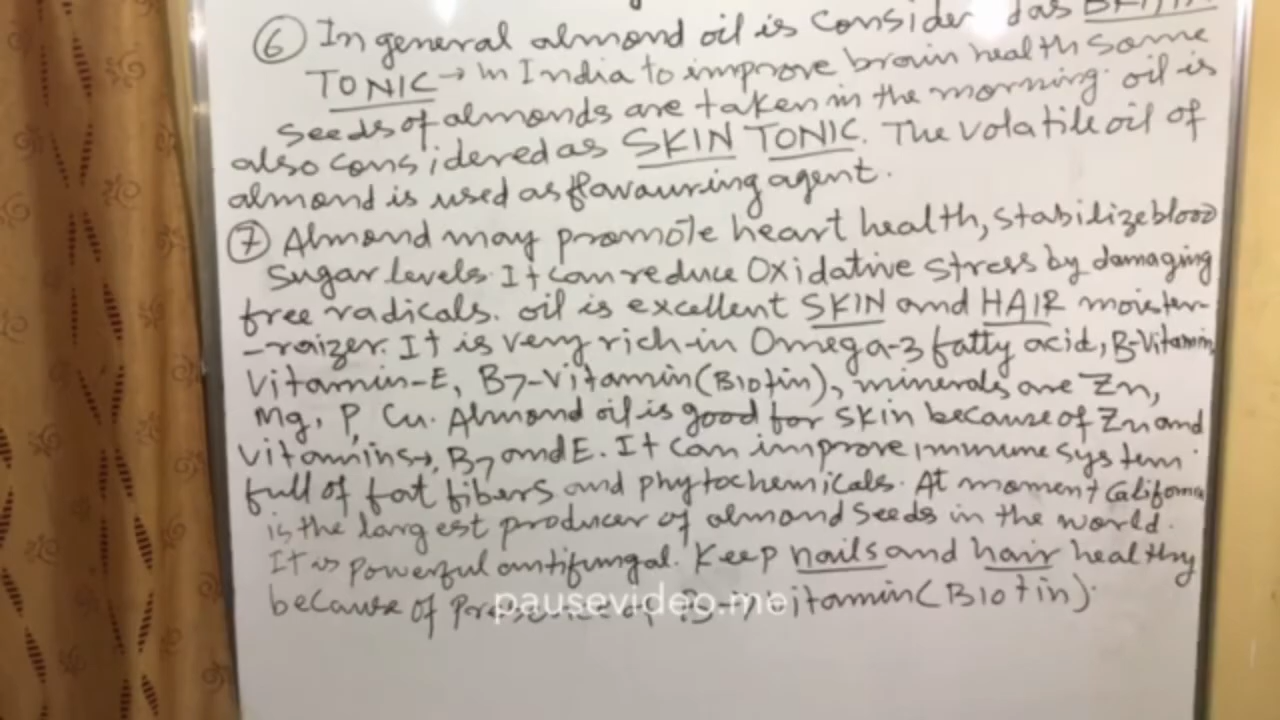 ⑥ In general almond oil is consider das BRAIN
TONIC → in India to improve brain health some
seeds of almonds are taken in the morning. oil is
also considered as SKIN TONIC. The volatile oil of
almond is used as flavauring agent.
⑦ Almond may promote heart health, stabilize blood
sugar levels. It can reduce Oxidative stress by damaging
free radicals. oil is excellent SKIN and HAIR moister-
-raizer. It is very rich-in Omega-3 fatty acid, B-Vitamin,
Vitamin-E, B7-Vitamin(Biotin), minerals are Zn,
Mg, P, Cu. Almond oil is good for skin because of Zn and
Vitamins→, B7 and E. It can improve immune system.
full of fat fibers and phytochemicals. At moment California
is the largest producer of almond seeds in the world.
It is powerful antifungal. Keep nails and hair healthy
because of presence of B-7 vitamin (Biotin).
pausevideo.me